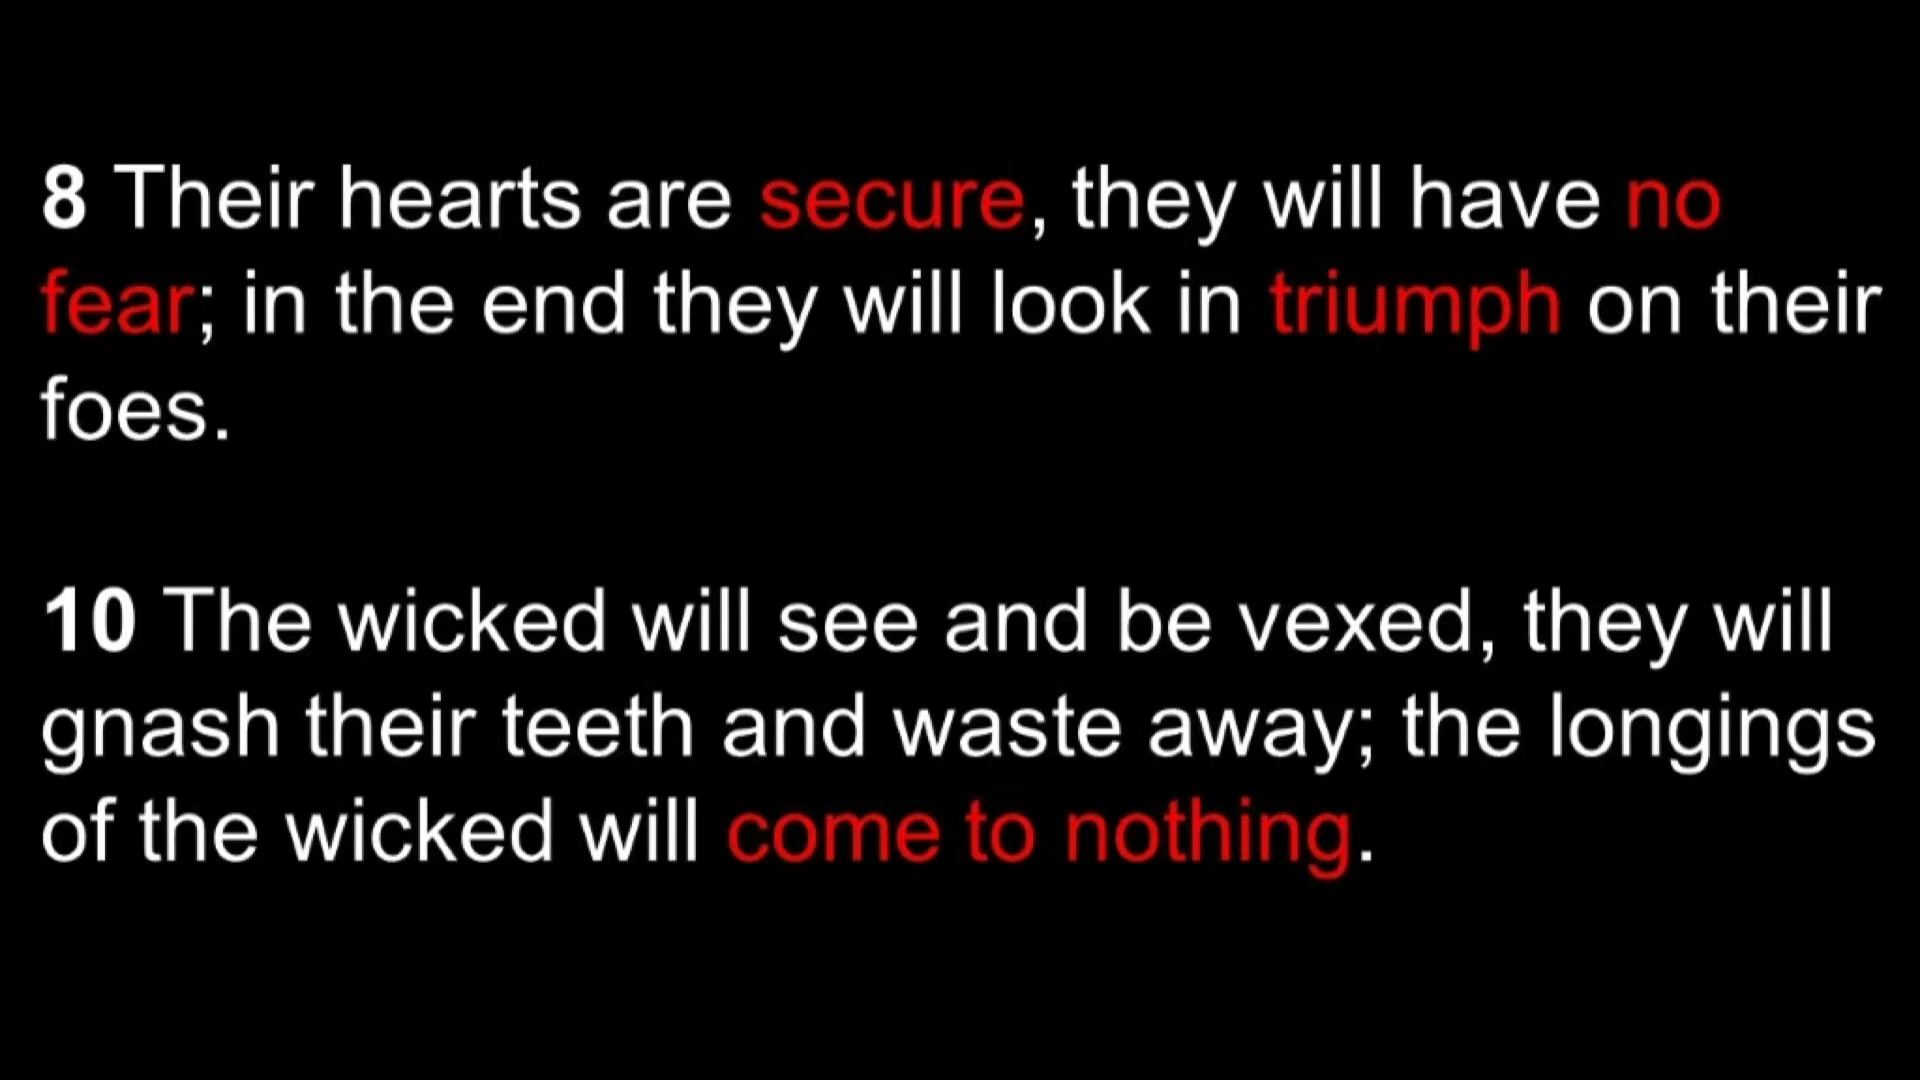 8 Their hearts are secure, they will have no
fear; in the end they will look in triumph on their
foes.
10 The wicked will see and be vexed, they will
gnash their teeth and waste away; the longings
of the wicked will come to nothing.